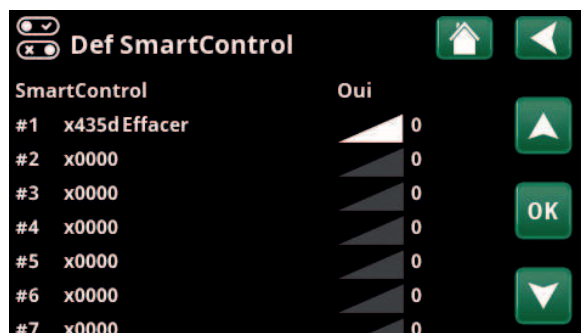 Def SmartControl
SmartControl Oui
#1 x435d Effacer 0
#2 x0000 0
#3 x0000 0
#4 x0000 0
OK
#5 x0000 0
#6 x0000 0
#7 x0000 0